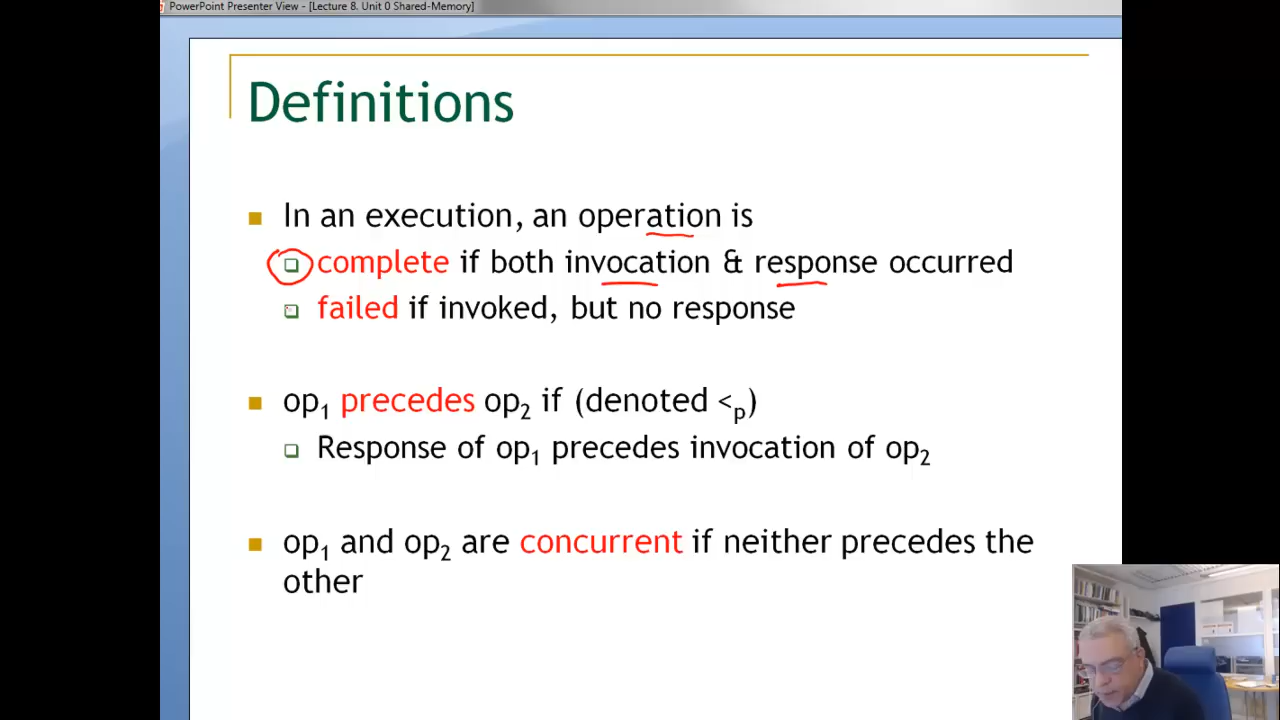 PowerPoint Presenter View - [Lecture 8. Unit 0 Shared-Memory]
Definitions
In an execution, an operation is
complete if both invocation & response occurred
failed if invoked, but no response
op1 precedes op2 if (denoted <p)
Response of op1 precedes invocation of op2
op1 and op2 are concurrent if neither precedes the
other